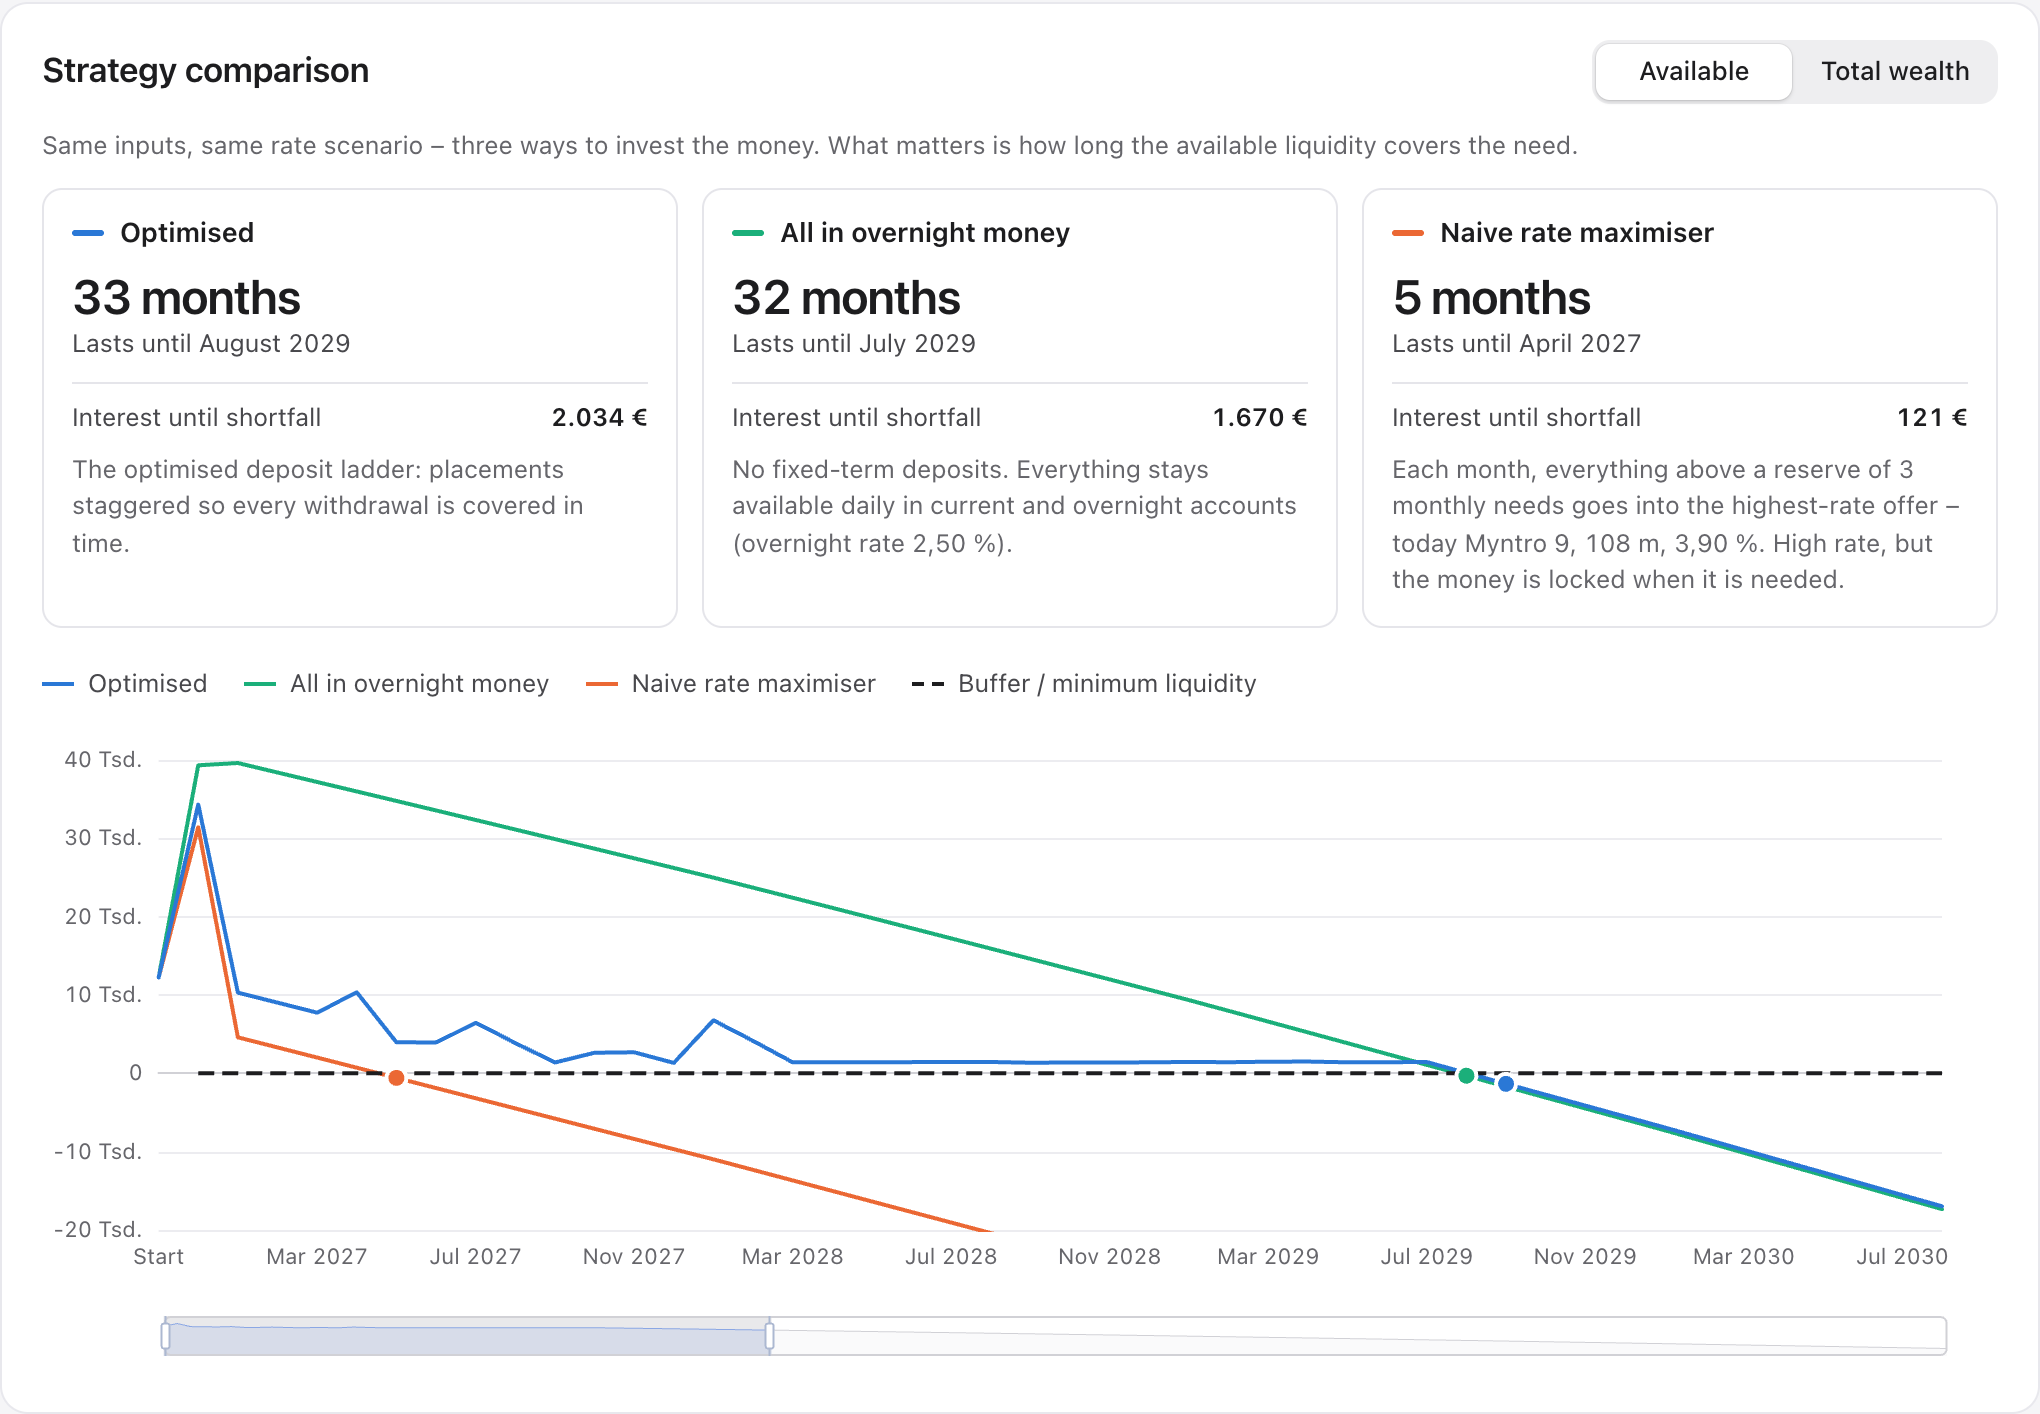 Strategy comparison
Available
Total wealth
Same inputs, same rate scenario – three ways to invest the money. What matters is how long the available liquidity covers the need.
Optimised
33 months
Lasts until August 2029
Interest until shortfall 2.034 €
The optimised deposit ladder: placements
staggered so every withdrawal is covered in
time.
All in overnight money
32 months
Lasts until July 2029
Interest until shortfall 1.670 €
No fixed-term deposits. Everything stays
available daily in current and overnight accounts
(overnight rate 2,50 %).
Naive rate maximiser
5 months
Lasts until April 2027
Interest until shortfall 121 €
Each month, everything above a reserve of 3
monthly needs goes into the highest-rate offer –
today Myntro 9, 108 m, 3,90 %. High rate, but
the money is locked when it is needed.
Optimised
All in overnight money
Naive rate maximiser
Buffer / minimum liquidity
40 Tsd.
30 Tsd.
20 Tsd.
10 Tsd.
0
-10 Tsd.
-20 Tsd.
Start
Mar 2027
Jul 2027
Nov 2027
Mar 2028
Jul 2028
Nov 2028
Mar 2029
Jul 2029
Nov 2029
Mar 2030
Jul 2030